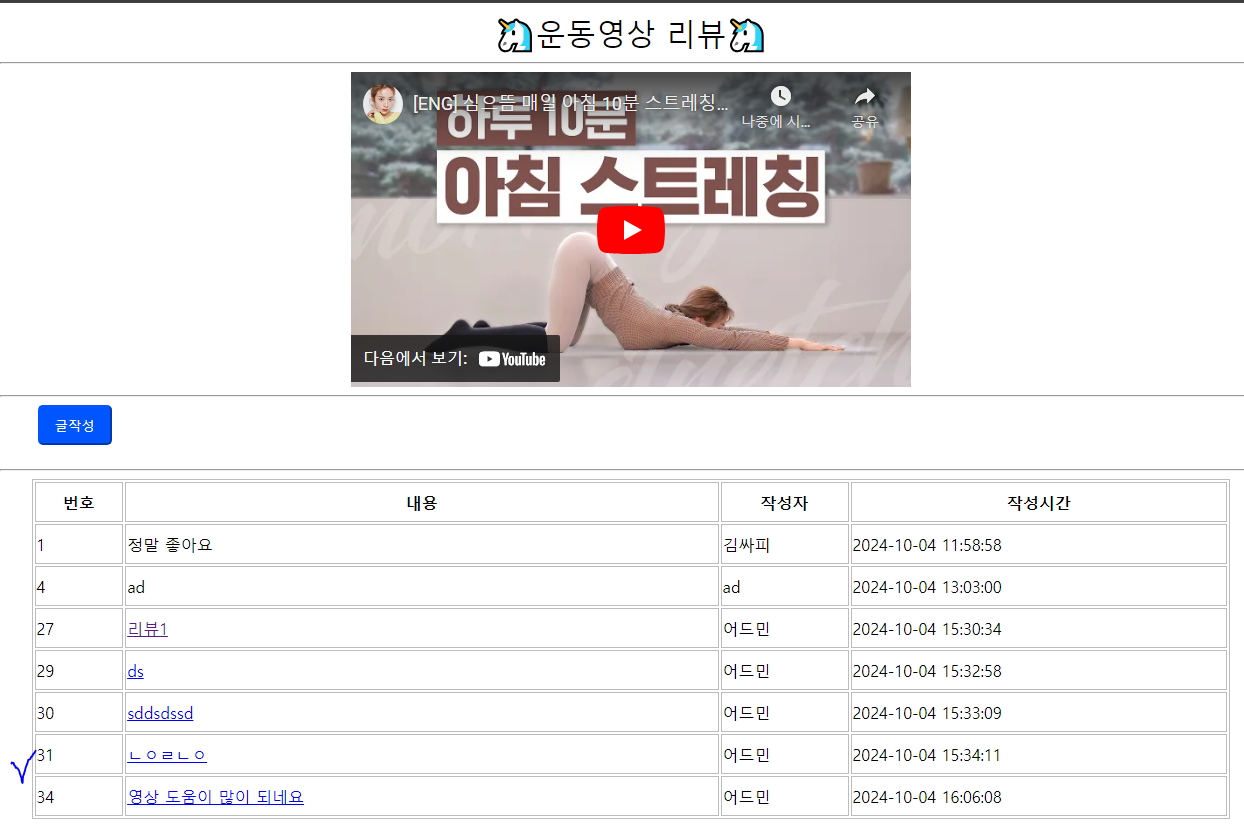 🦄운동영상 리뷰🦄
[ENG] 심으뜸 매일 아침 10분 스트레칭...
나중에 시... 공유
하루 10분
아침 스트레칭
다음에서 보기: YouTube
글작성
번호 내용 작성자 작성시간
1 정말 좋아요 김싸피 2024-10-04 11:58:58
4 ad ad 2024-10-04 13:03:00
27 리뷰1 어드민 2024-10-04 15:30:34
29 ds 어드민 2024-10-04 15:32:58
30 sddsdssd 어드민 2024-10-04 15:33:09
31 ㄴㅇㄹㄴㅇ 어드민 2024-10-04 15:34:11
34 영상 도움이 많이 되네요 어드민 2024-10-04 16:06:08